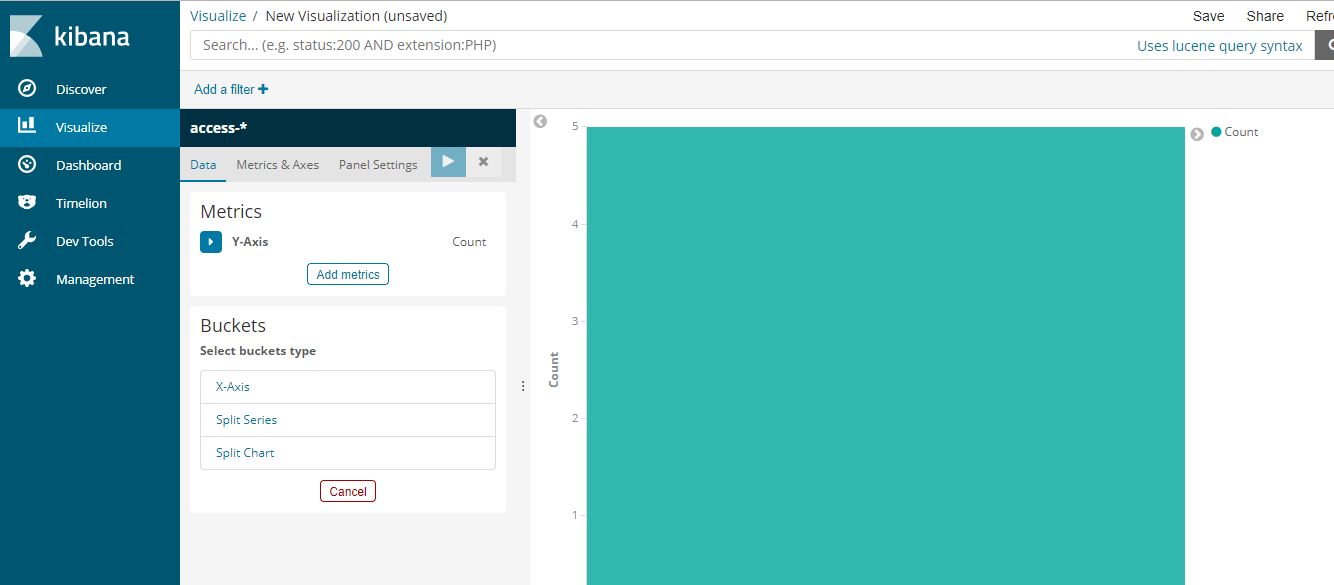 kibana
Discover
Visualize
Dashboard
Timelion
Dev Tools
Management
Visualize / New Visualization (unsaved)
Save Share Refr
Search... (e.g. status:200 AND extension:PHP)
Uses lucene query syntax
Add a filter +
access-*
Data Metrics & Axes Panel Settings
Metrics
Y-Axis Count
Add metrics
Buckets
Select buckets type
X-Axis
Split Series
Split Chart
Cancel
5
4
3
2
1
Count
Count